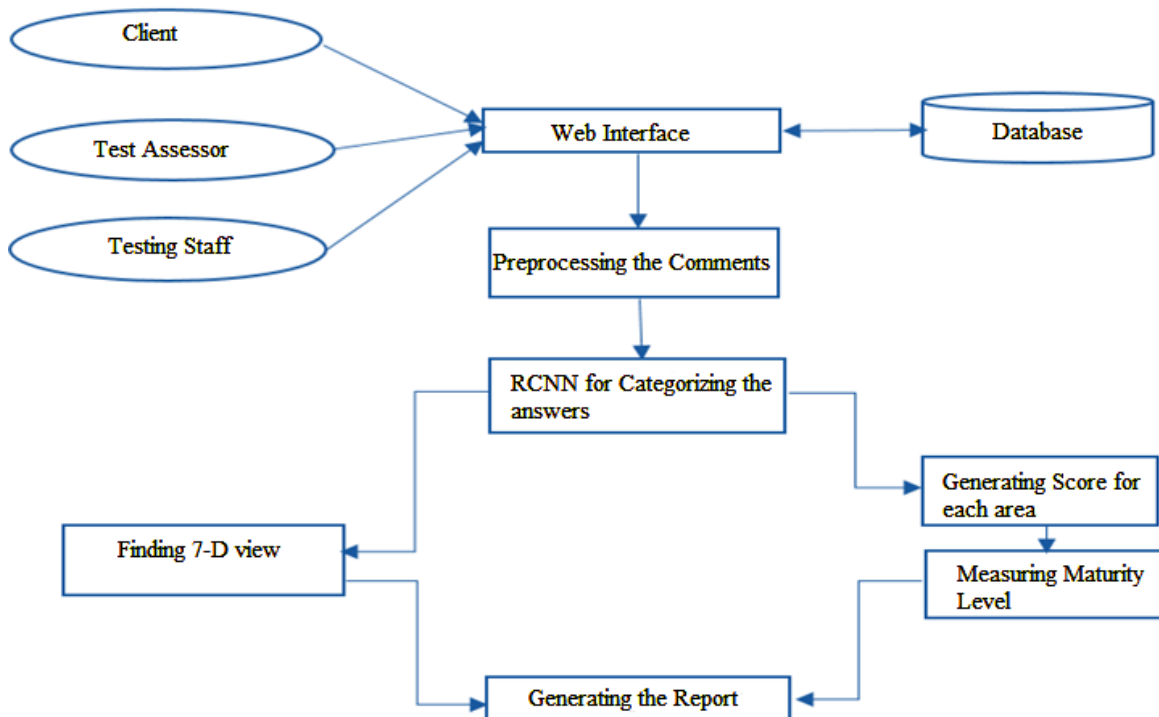 Client
Test Assessor
Web Interface
Database
Testing Staff
Preprocessing the Comments
RCNN for Categorizing the
answers
Generating Score for
each area
Finding 7-D view
Measuring Maturity
Level
Generating the Report